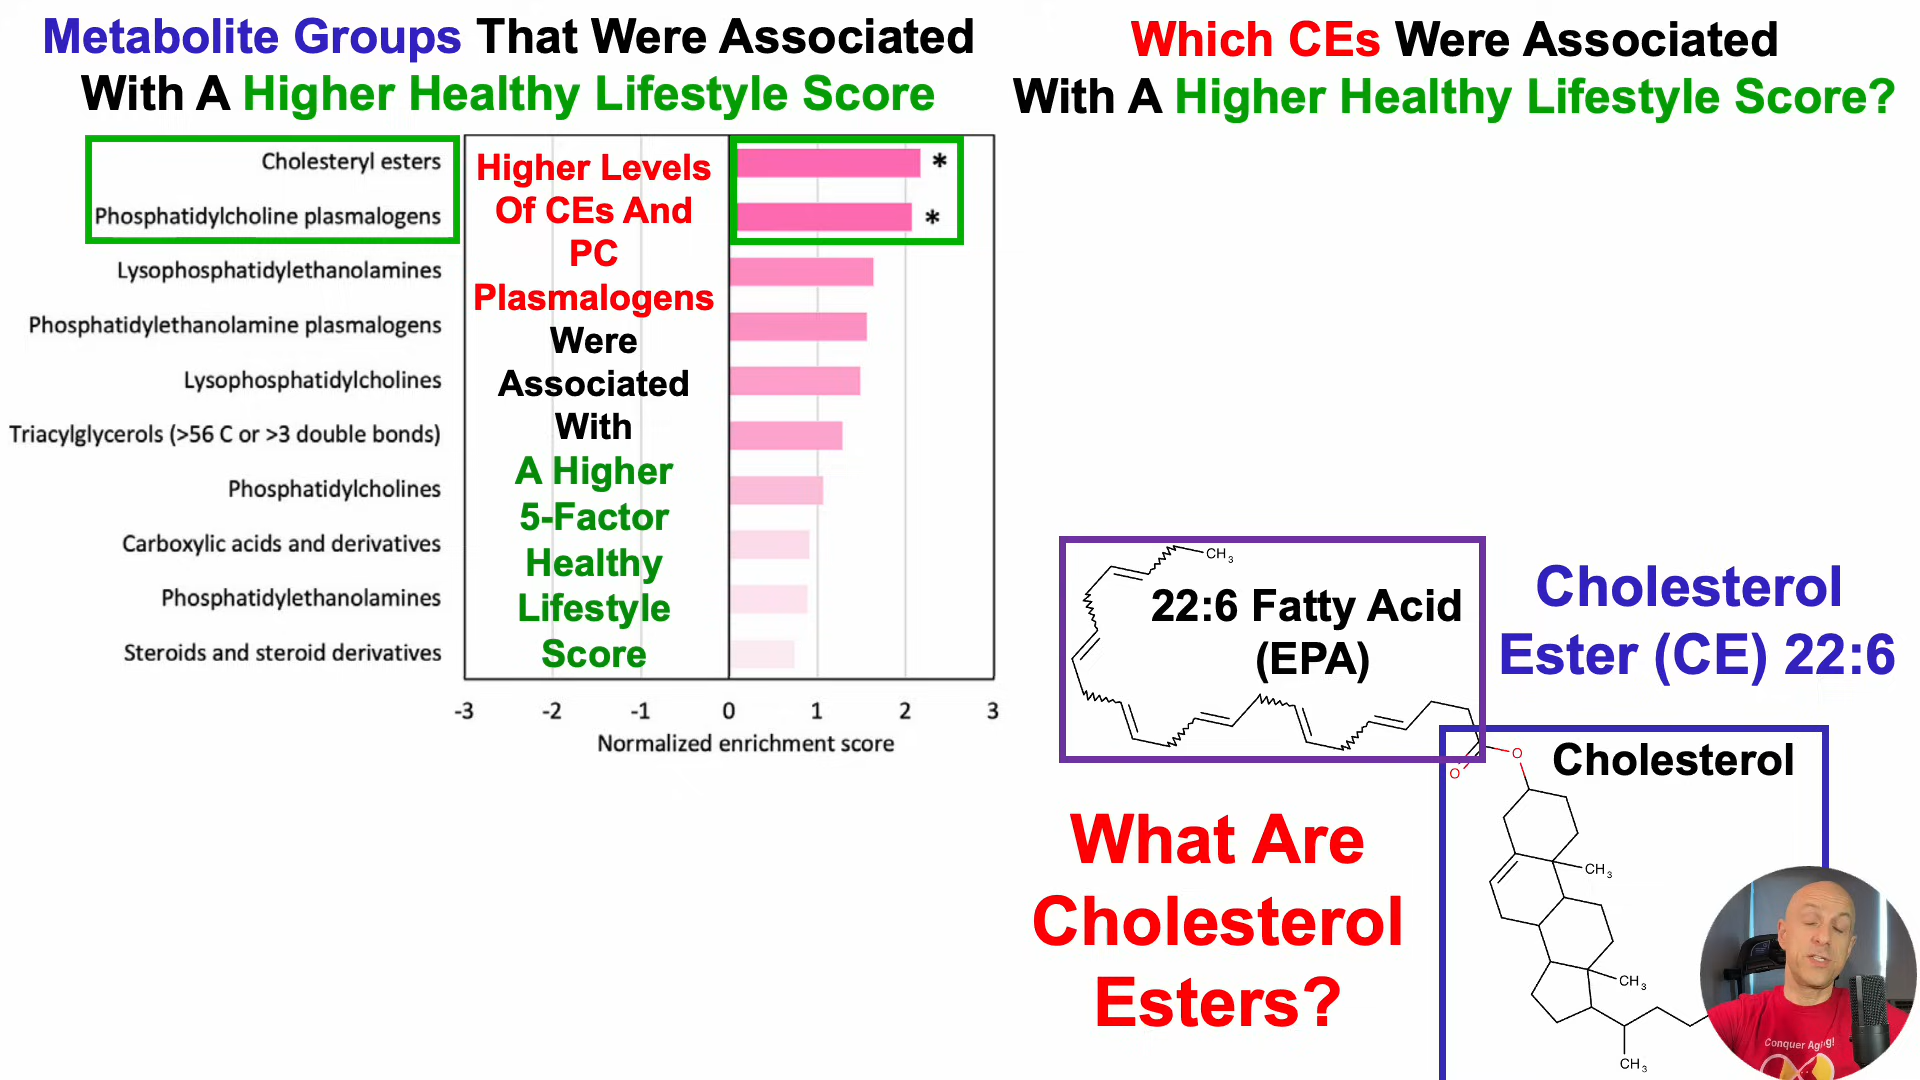 Metabolite Groups That Were Associated
With A Higher Healthy Lifestyle Score
Cholesteryl esters
Phosphatidylcholine plasmalogens
Lysophosphatidylethanolamines
Phosphatidylethanolamine plasmalogens
Lysophosphatidylcholines
Triacylglycerols (>56 C or >3 double bonds)
Phosphatidylcholines
Carboxylic acids and derivatives
Phosphatidylethanolamines
Steroids and steroid derivatives
Higher Levels
Of CEs And
PC
Plasmalogens
Were
Associated
With
A Higher
5-Factor
Healthy
Lifestyle
Score
*
*
-3 -2 -1 0 1 2 3
Normalized enrichment score
Which CEs Were Associated
With A Higher Healthy Lifestyle Score?
CH3
22:6 Fatty Acid
(EPA)
Cholesterol
Ester (CE) 22:6
O
O
Cholesterol
CH3
CH3
CH3
What Are
Cholesterol
Esters?
Conquer Aging!